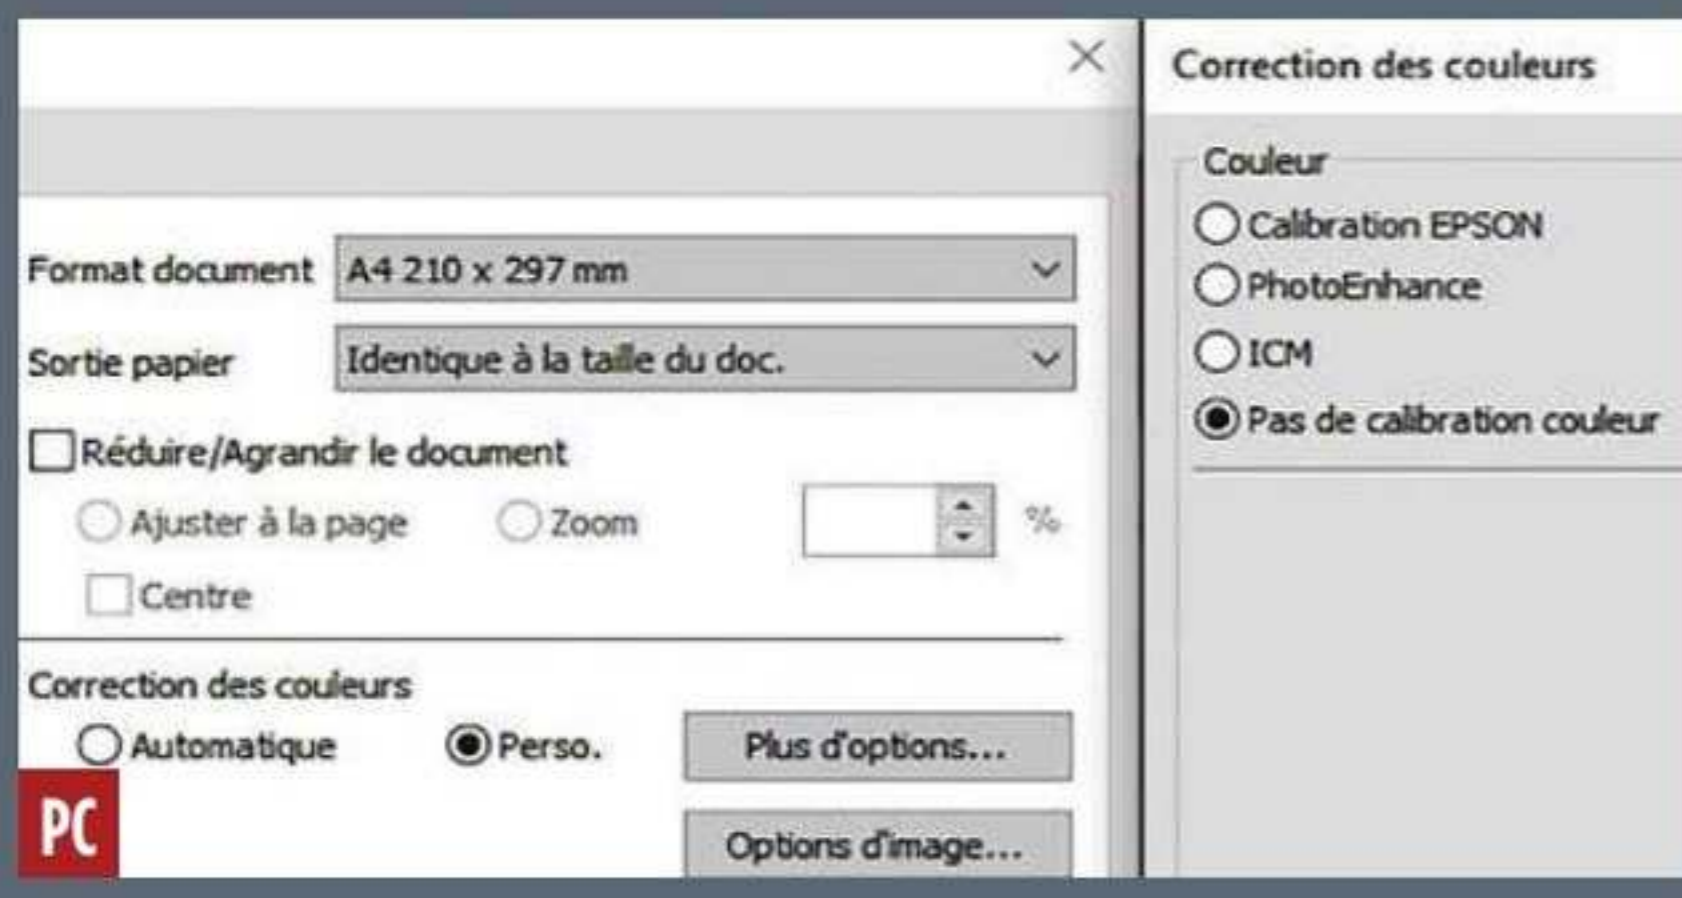 Format document
A4 210 x 297 mm
Sortie papier
Identique à la taille du doc.
Réduire/Agrandir le document
Ajuster à la page
Zoom
%
Centre
Correction des couleurs
Automatique
Perso.
Plus d'options...
Options d'image...
PC
Correction des couleurs
Couleur
Calibration EPSON
PhotoEnhance
ICM
Pas de calibration couleur